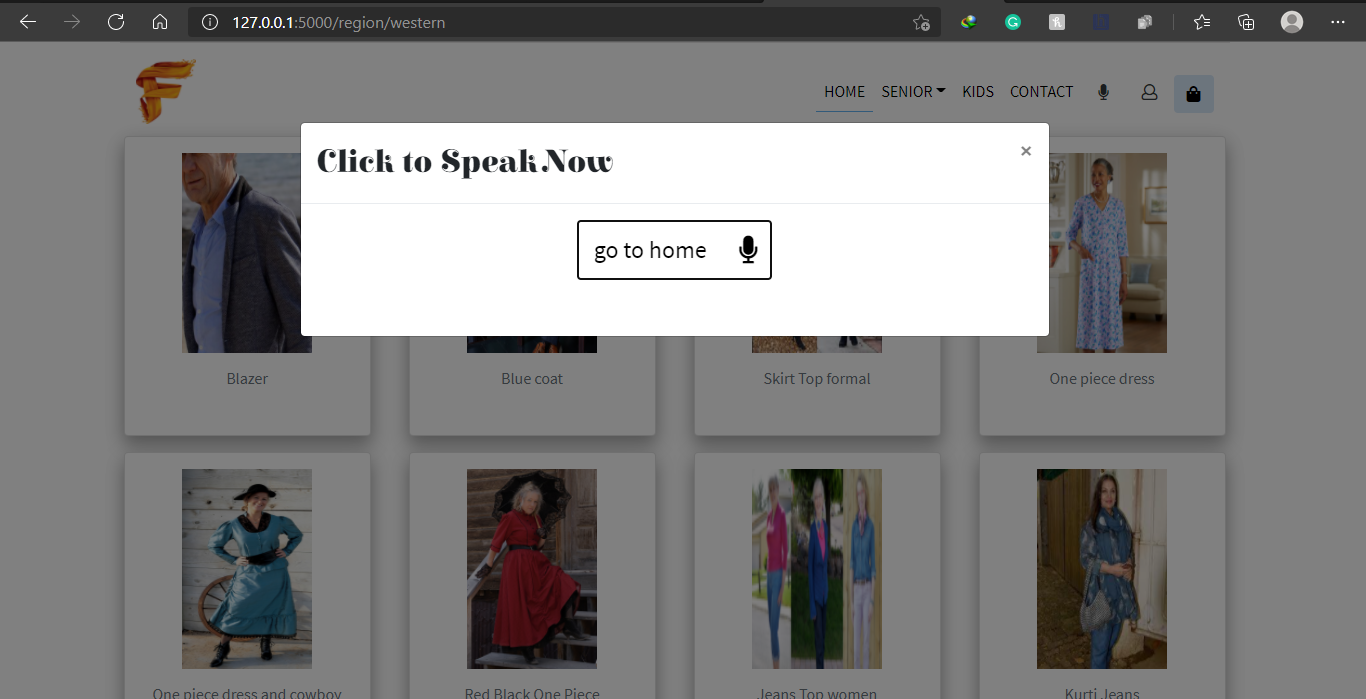 127.0.0.1:5000/region/western
HOME SENIOR KIDS CONTACT
Click to Speak Now
×
go to home
Blazer
Blue coat
Skirt Top formal
One piece dress
One piece dress and cowboy
Red Black One Piece
Jeans Top women
Kurti Jeans